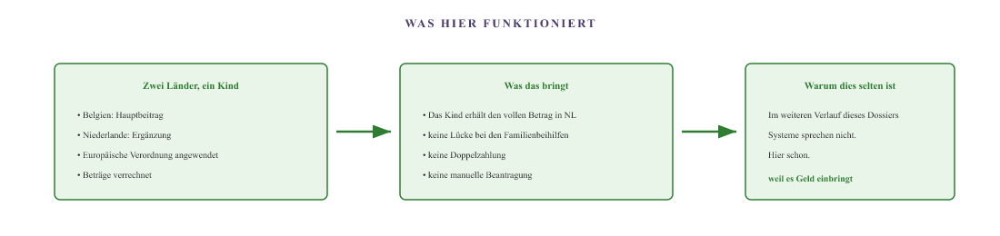 WAS HIER FUNKTIONIERT
Zwei Länder, ein Kind
• Belgien: Hauptbeitrag
• Niederlande: Ergänzung
• Europäische Verordnung angewendet
• Beträge verrechnet
Was das bringt
• Das Kind erhält den vollen Betrag in NL
• keine Lücke bei den Familienbeihilfen
• keine Doppelzahlung
• keine manuelle Beantragung
Warum dies selten ist
Im weiteren Verlauf dieses Dossiers
Systeme sprechen nicht.
Hier schon.
weil es Geld einbringt